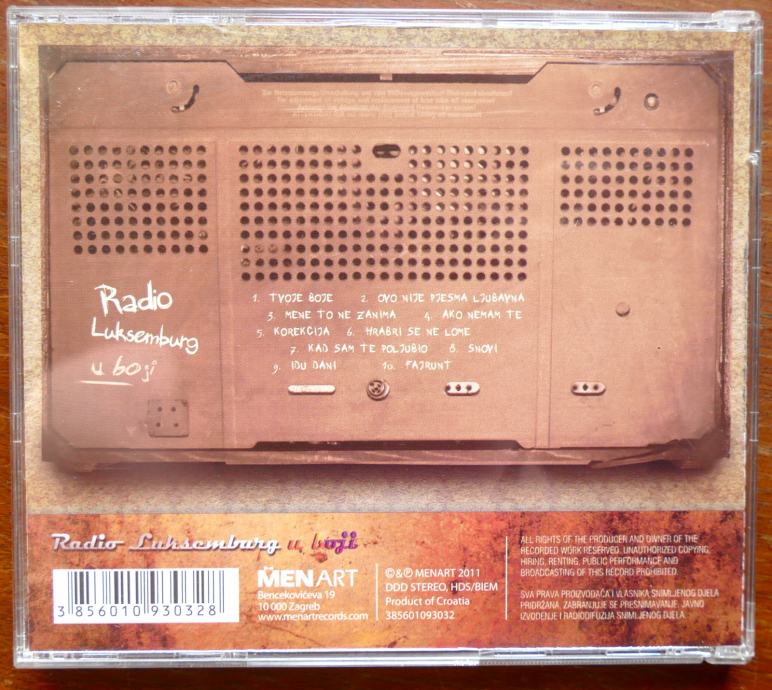 Radio
Luksemburg
u boji
1. TVOJE BOJE 2. OVO NIJE PJESMA LJUBAVNA
3. MENE TO NE ZANIMA 4. AKO NEMAM TE
5. KOREKCIJA 6. HRABRI SE NE LOME
7. KAD SAM TE POLJUBIO 8. SNOVI
9. IDU DANI 10. FAJRUNT
Radio Luksemburg u boji
3 856010 930328
MENART
Bencekovićeva 19
10 000 Zagreb
www.menartrecords.com
©&℗ MENART 2011
DDD STEREO, HDS/BIEM
Product of Croatia
385601093032
ALL RIGHTS OF THE PRODUCER AND OWNER OF THE
RECORDED WORK RESERVED. UNAUTHORIZED COPYING,
HIRING, RENTING, PUBLIC PERFORMANCE AND
BROADCASTING OF THIS RECORD PROHIBITED.
SVA PRAVA PROIZVOĐAČA I VLASNIKA SNIMLJENOG DJELA
PRIDRŽANA. ZABRANJUJE SE PRESNIMAVANJE, JAVNO
IZVOĐENJE I RADIODIFUZIJA SNIMLJENOG DJELA.